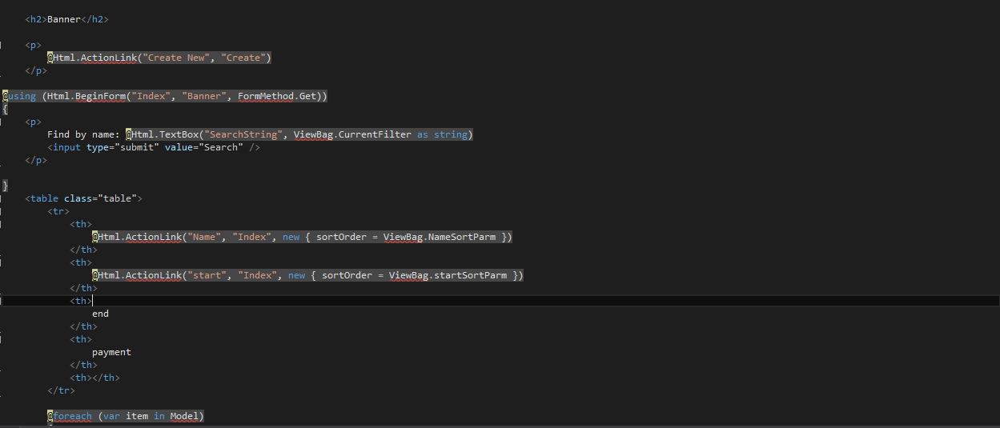 <h2>Banner</h2>
<p>
@Html.ActionLink("Create New", "Create")
</p>
@using (Html.BeginForm("Index", "Banner", FormMethod.Get))
{
<p>
Find by name: @Html.TextBox("SearchString", ViewBag.CurrentFilter as string)
<input type="submit" value="Search" />
</p>
}
<table class="table">
<tr>
<th>
@Html.ActionLink("Name", "Index", new { sortOrder = ViewBag.NameSortParm })
</th>
<th>
@Html.ActionLink("start", "Index", new { sortOrder = ViewBag.startSortParm })
</th>
<th>
end
</th>
<th>
payment
</th>
<th></th>
</tr>
@foreach (var item in Model)